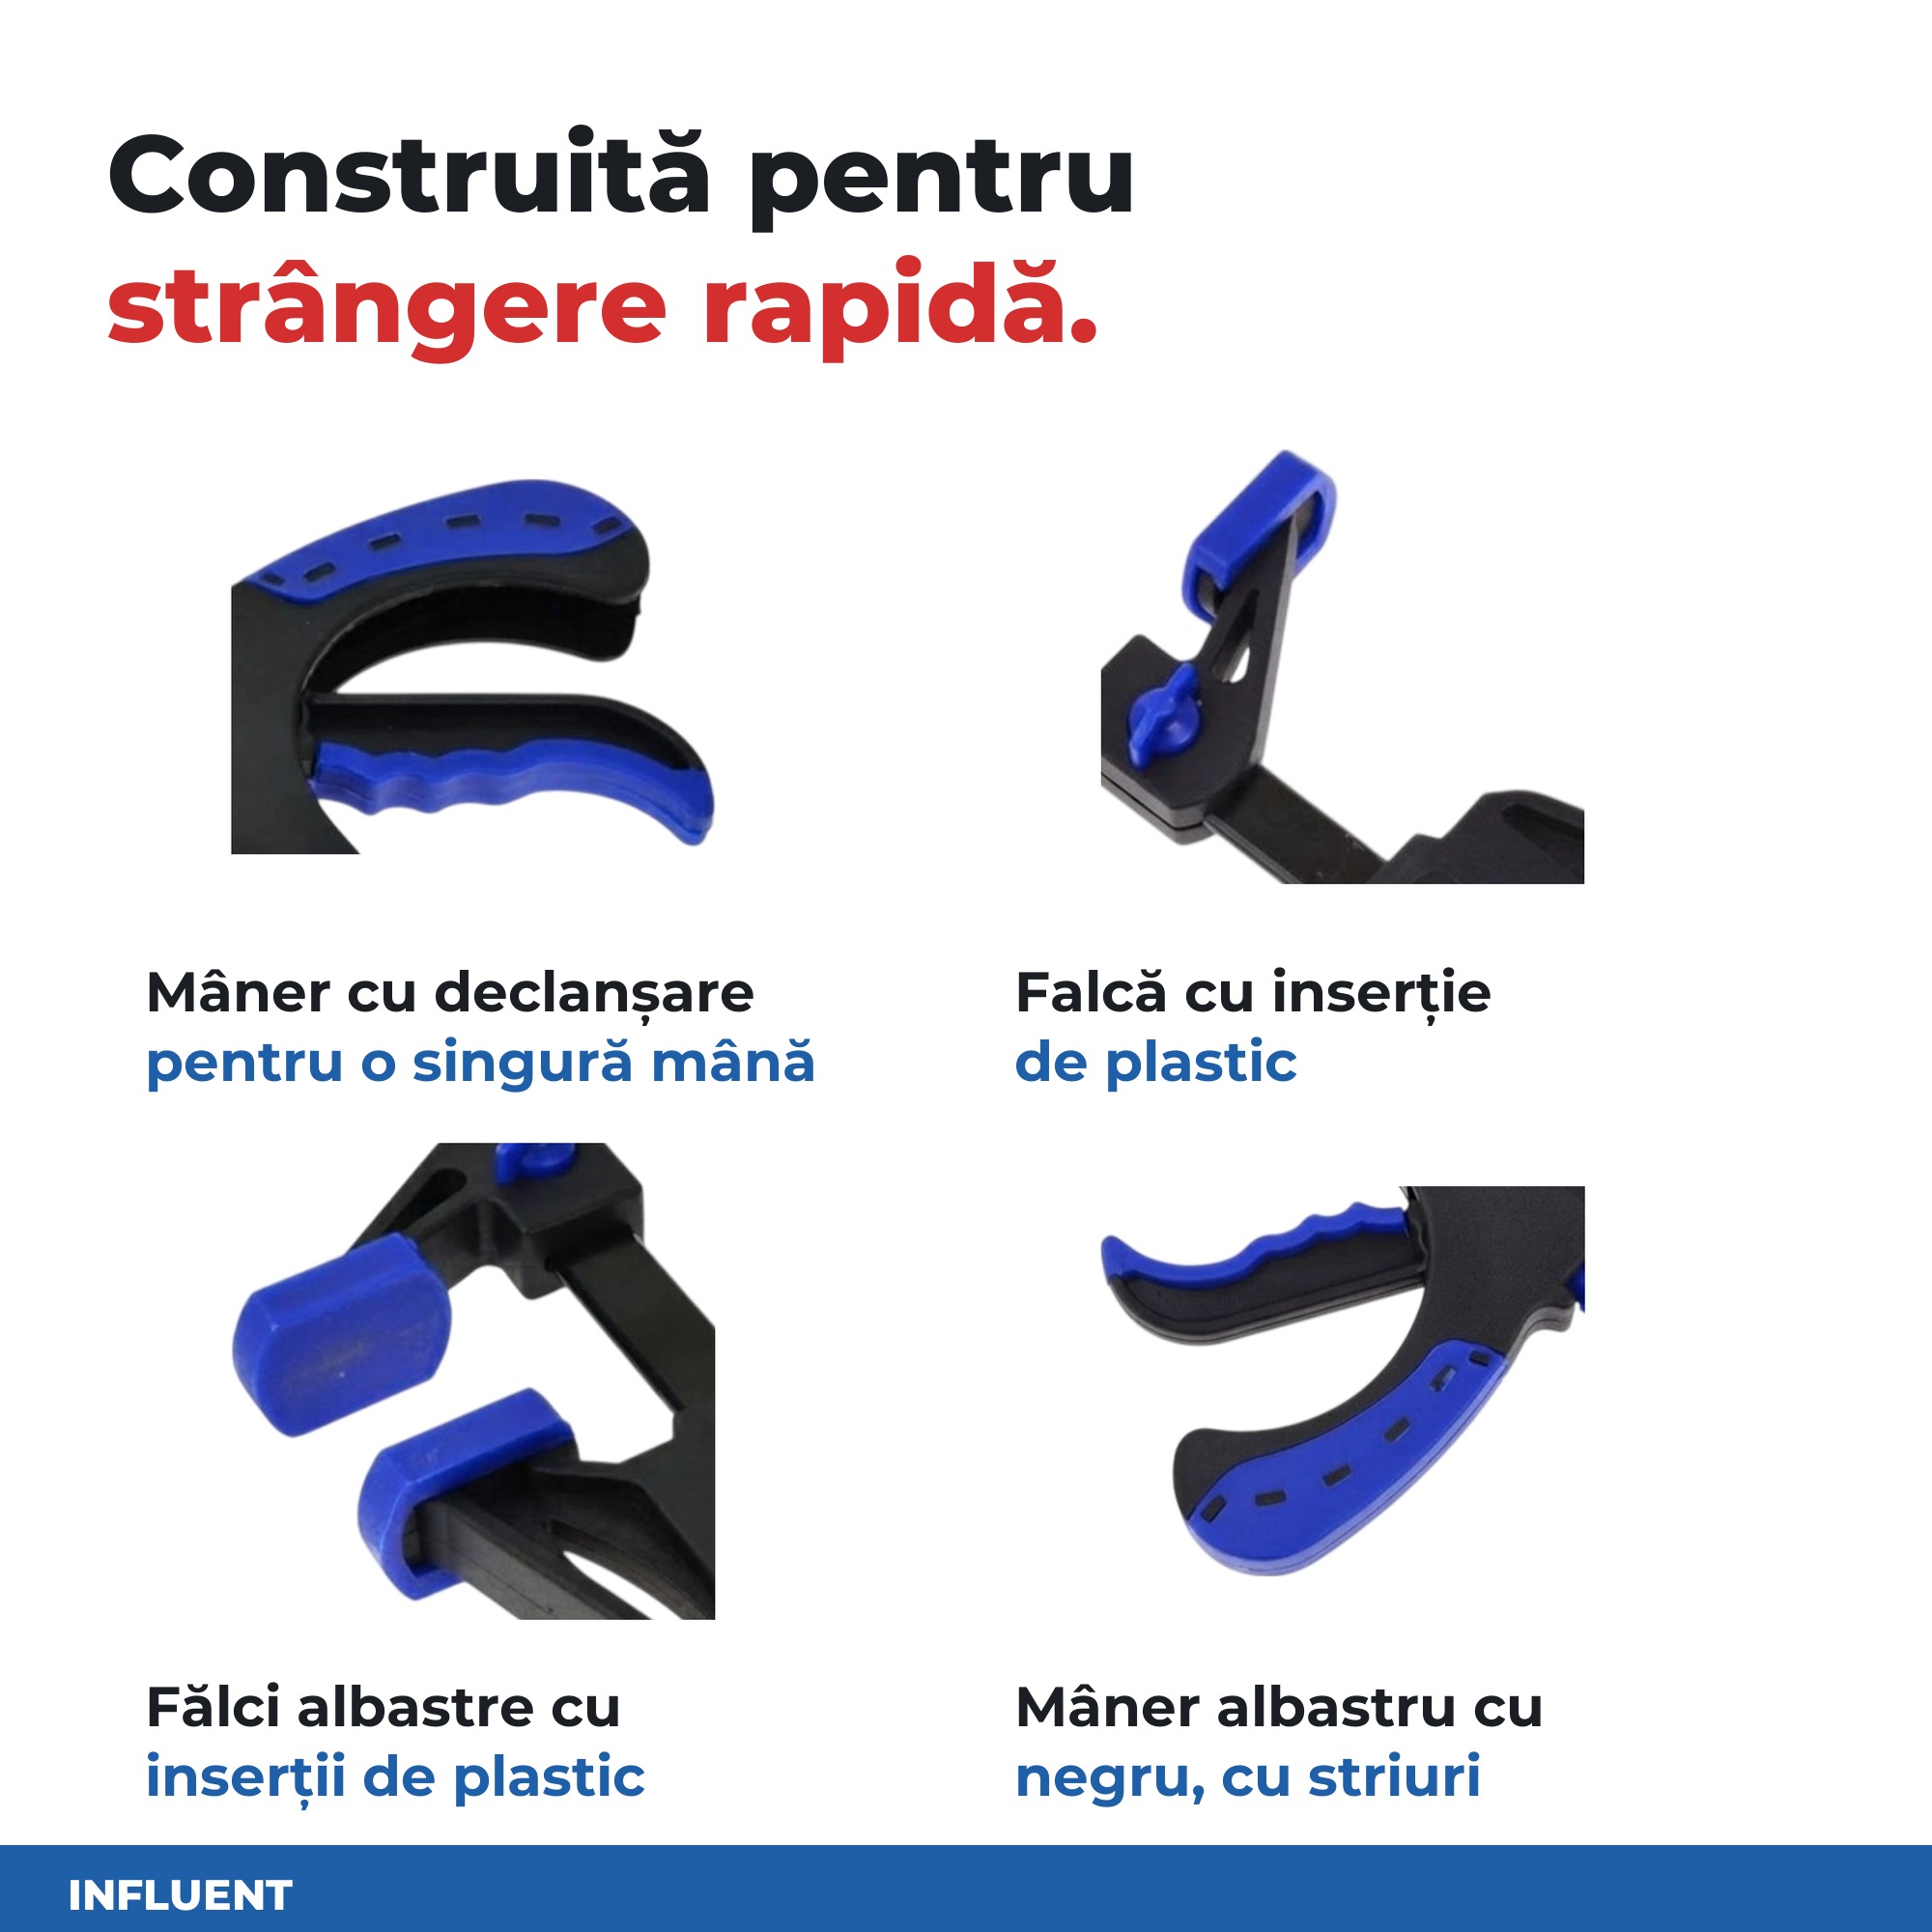 Construită pentru
strângere rapidă.
Mâner cu declanșare
pentru o singură mână
Falcă cu inserție
de plastic
Fălci albastre cu
inserții de plastic
Mâner albastru cu
negru, cu striuri
INFLUENT